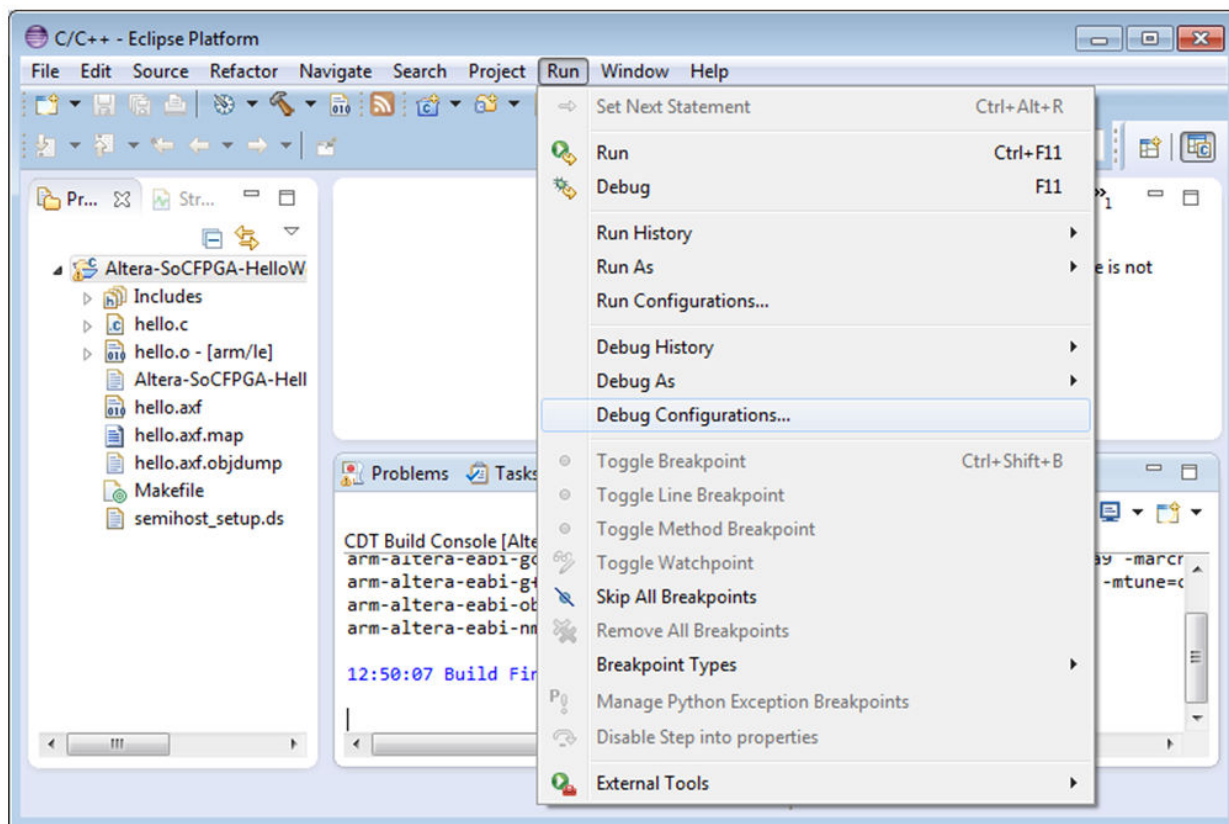 C/C++ - Eclipse Platform
File Edit Source Refactor Navigate Search Project Run Window Help
Set Next Statement Ctrl+Alt+R
Run Ctrl+F11
Debug F11
Run History
Run As
Run Configurations...
Debug History
Debug As
Debug Configurations...
Toggle Breakpoint Ctrl+Shift+B
Toggle Line Breakpoint
Toggle Method Breakpoint
Toggle Watchpoint
Skip All Breakpoints
Remove All Breakpoints
Breakpoint Types
Manage Python Exception Breakpoints
Disable Step into properties
External Tools
Pr... Str...
Altera-SoCFPGA-HelloW
Includes
hello.c
hello.o - [arm/le]
Altera-SoCFPGA-Hell
hello.axf
hello.axf.map
hello.axf.objdump
Makefile
semihost_setup.ds
e is not
Problems Tasks
CDT Build Console [Alte
arm-altera-eabi-gc a9 -marcr
arm-altera-eabi-g+ -mtune=c
arm-altera-eabi-ob
arm-altera-eabi-nm
12:50:07 Build Fin